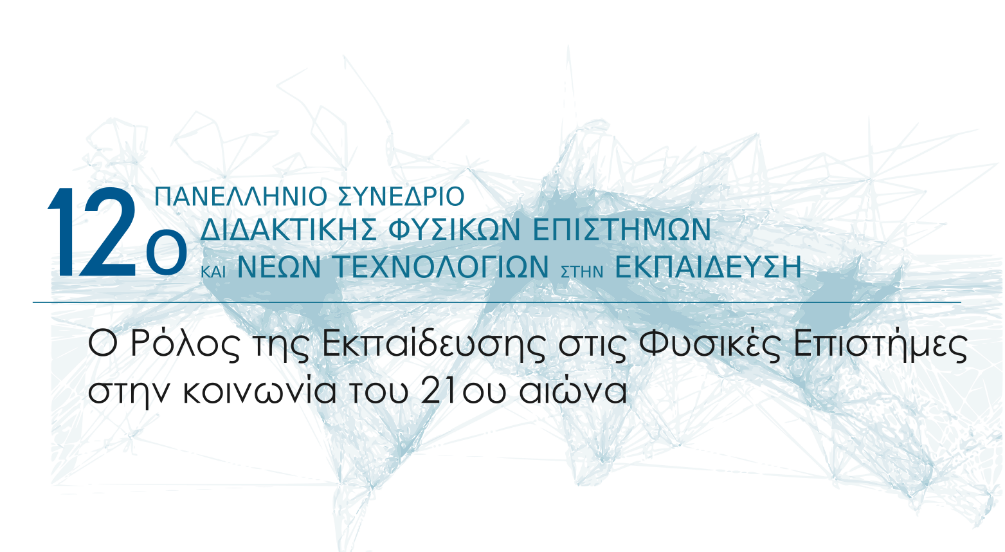 12ο ΠΑΝΕΛΛΗΝΙΟ ΣΥΝΕΔΡΙΟ
ΔΙΔΑΚΤΙΚΗΣ ΦΥΣΙΚΩΝ ΕΠΙΣΤΗΜΩΝ
ΚΑΙ ΝΕΩΝ ΤΕΧΝΟΛΟΓΙΩΝ ΣΤΗΝ ΕΚΠΑΙΔΕΥΣΗ
Ο Ρόλος της Εκπαίδευσης στις Φυσικές Επιστήμες
στην κοινωνία του 21ου αιώνα